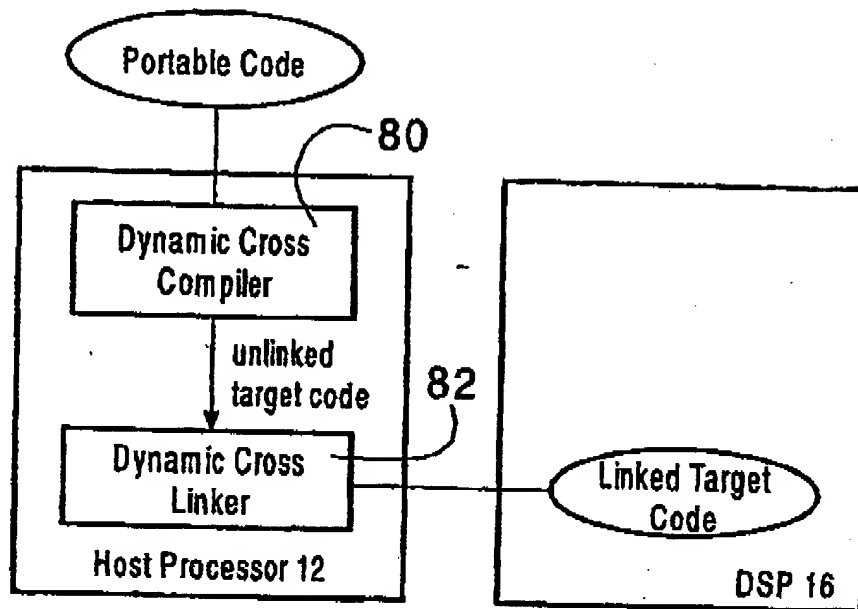 Portable Code
80
Dynamic Cross
Compiler
unlinked
target code
82
Dynamic Cross
Linker
Linked Target
Code
Host Processor 12
DSP 16